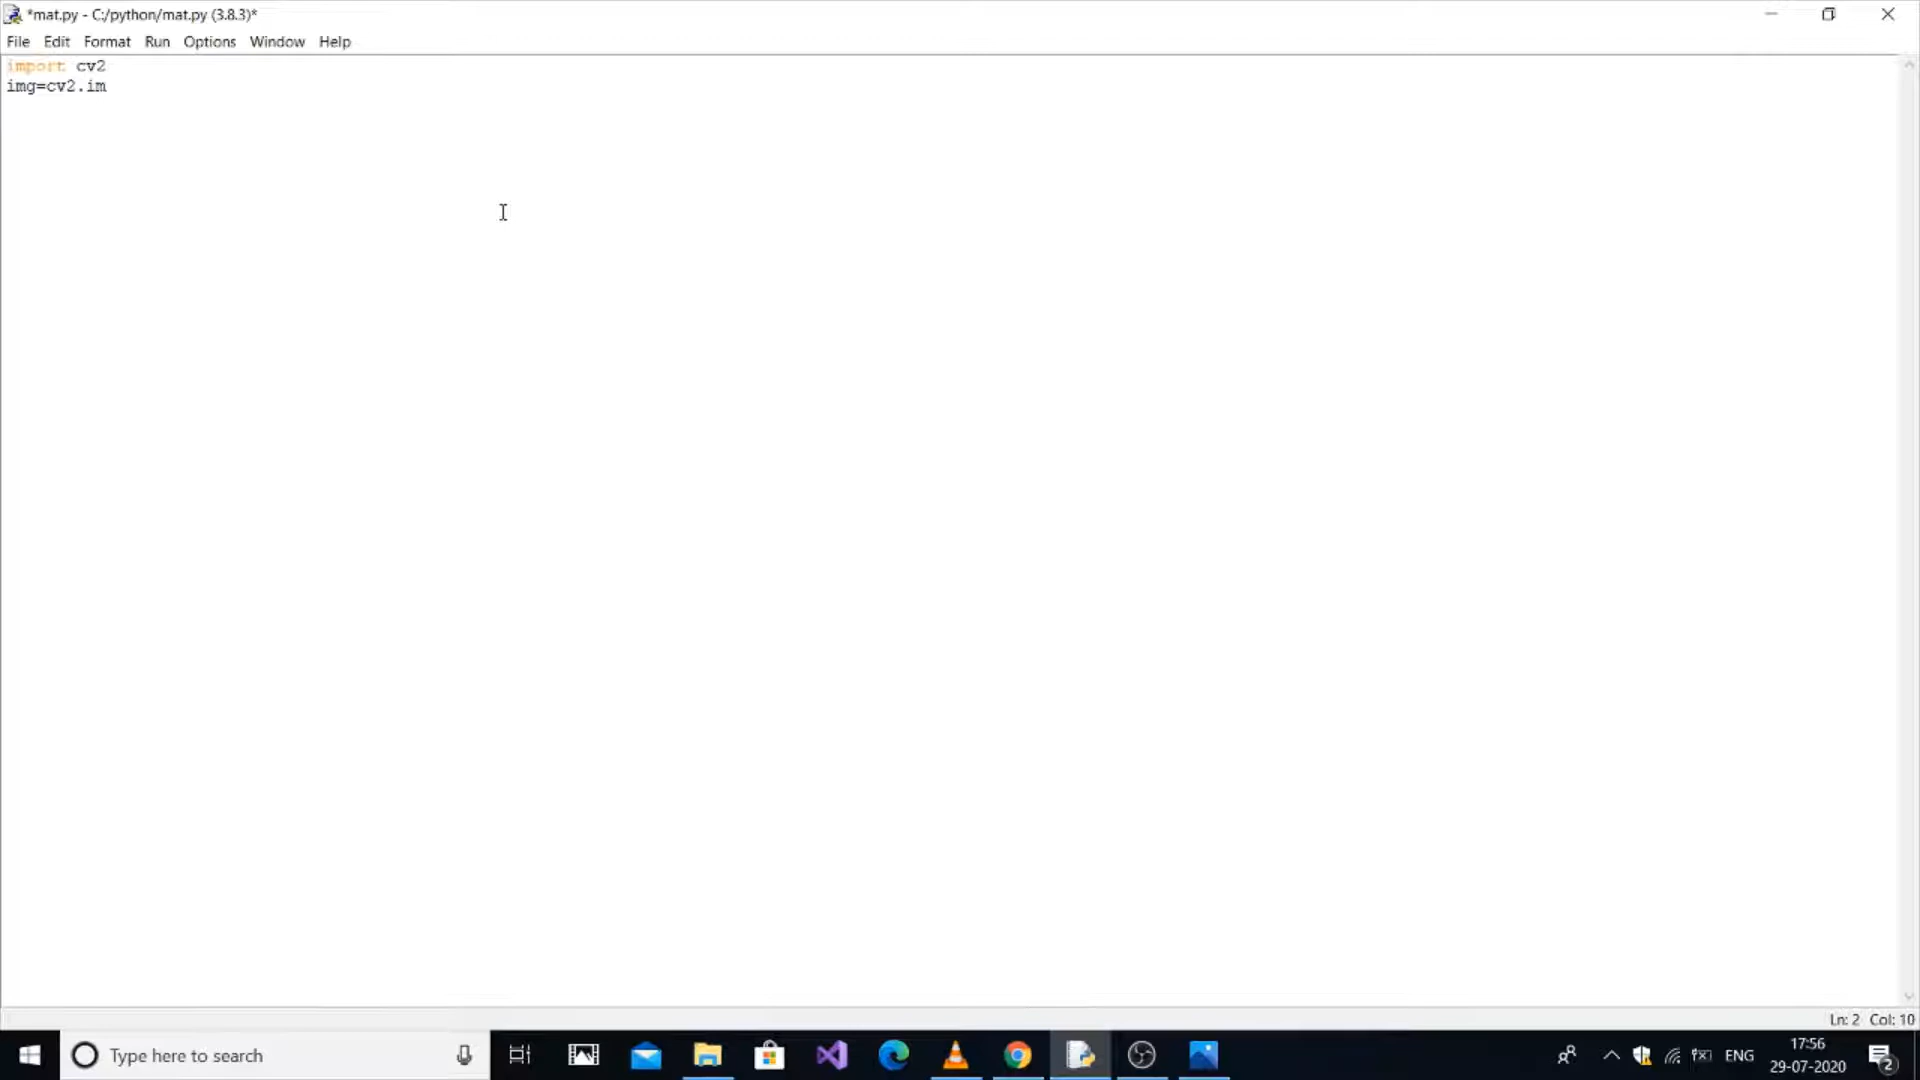 *mat.py - C:/python/mat.py (3.8.3)*
File Edit Format Run Options Window Help
import cv2
img=cv2.im
Ln: 2 Col: 10
Type here to search
ENG
17:56
29-07-2020
2